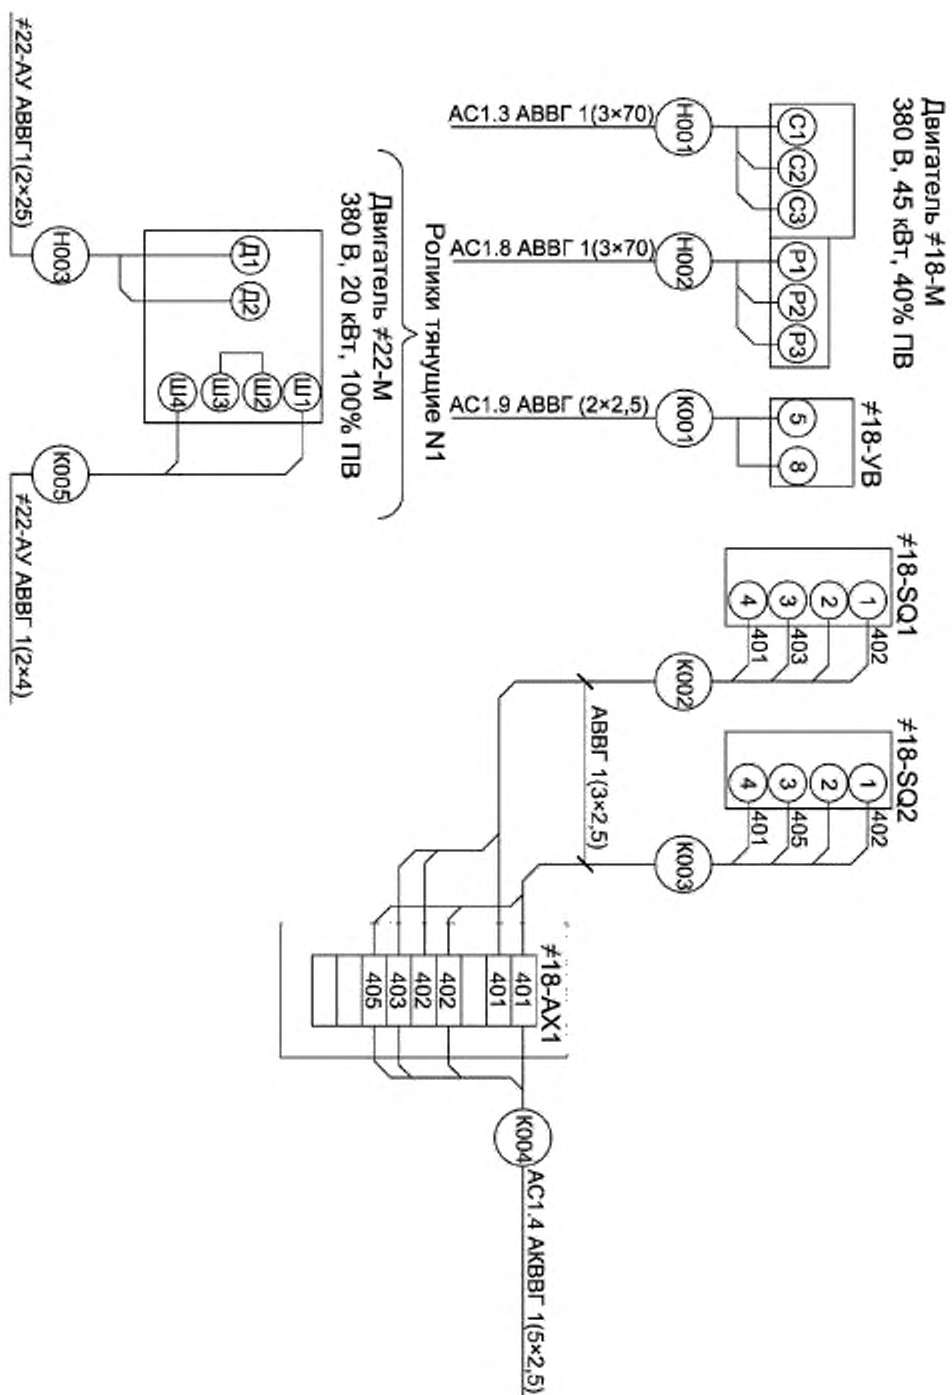 Двигатель ≠18-М
380 В, 45 кВт, 40% ПВ
С1
С2
С3
Р1
Р2
Р3
Н001
АС1.3 АВВГ 1(3×70)
Н002
АС1.8 АВВГ 1(3×70)
≠18-УВ
5
8
К001
АС1.9 АВВГ (2×2,5)
≠18-SQ1
1
2
3
4
402
403
401
К002
≠18-SQ2
1
2
3
4
402
405
401
К003
АВВГ 1(3×2,5)
≠18-АХ1
401
401
402
402
403
405
К004
АС1.4 АКВВГ 1(5×2,5)
Ролики тянущие N1
Двигатель ≠22-М
380 В, 20 кВт, 100% ПВ
Д1
Д2
Ш1
Ш2
Ш3
Ш4
Н003
≠22-АУ АВВГ1(2×25)
К005
≠22-АУ АВВГ 1(2×4)